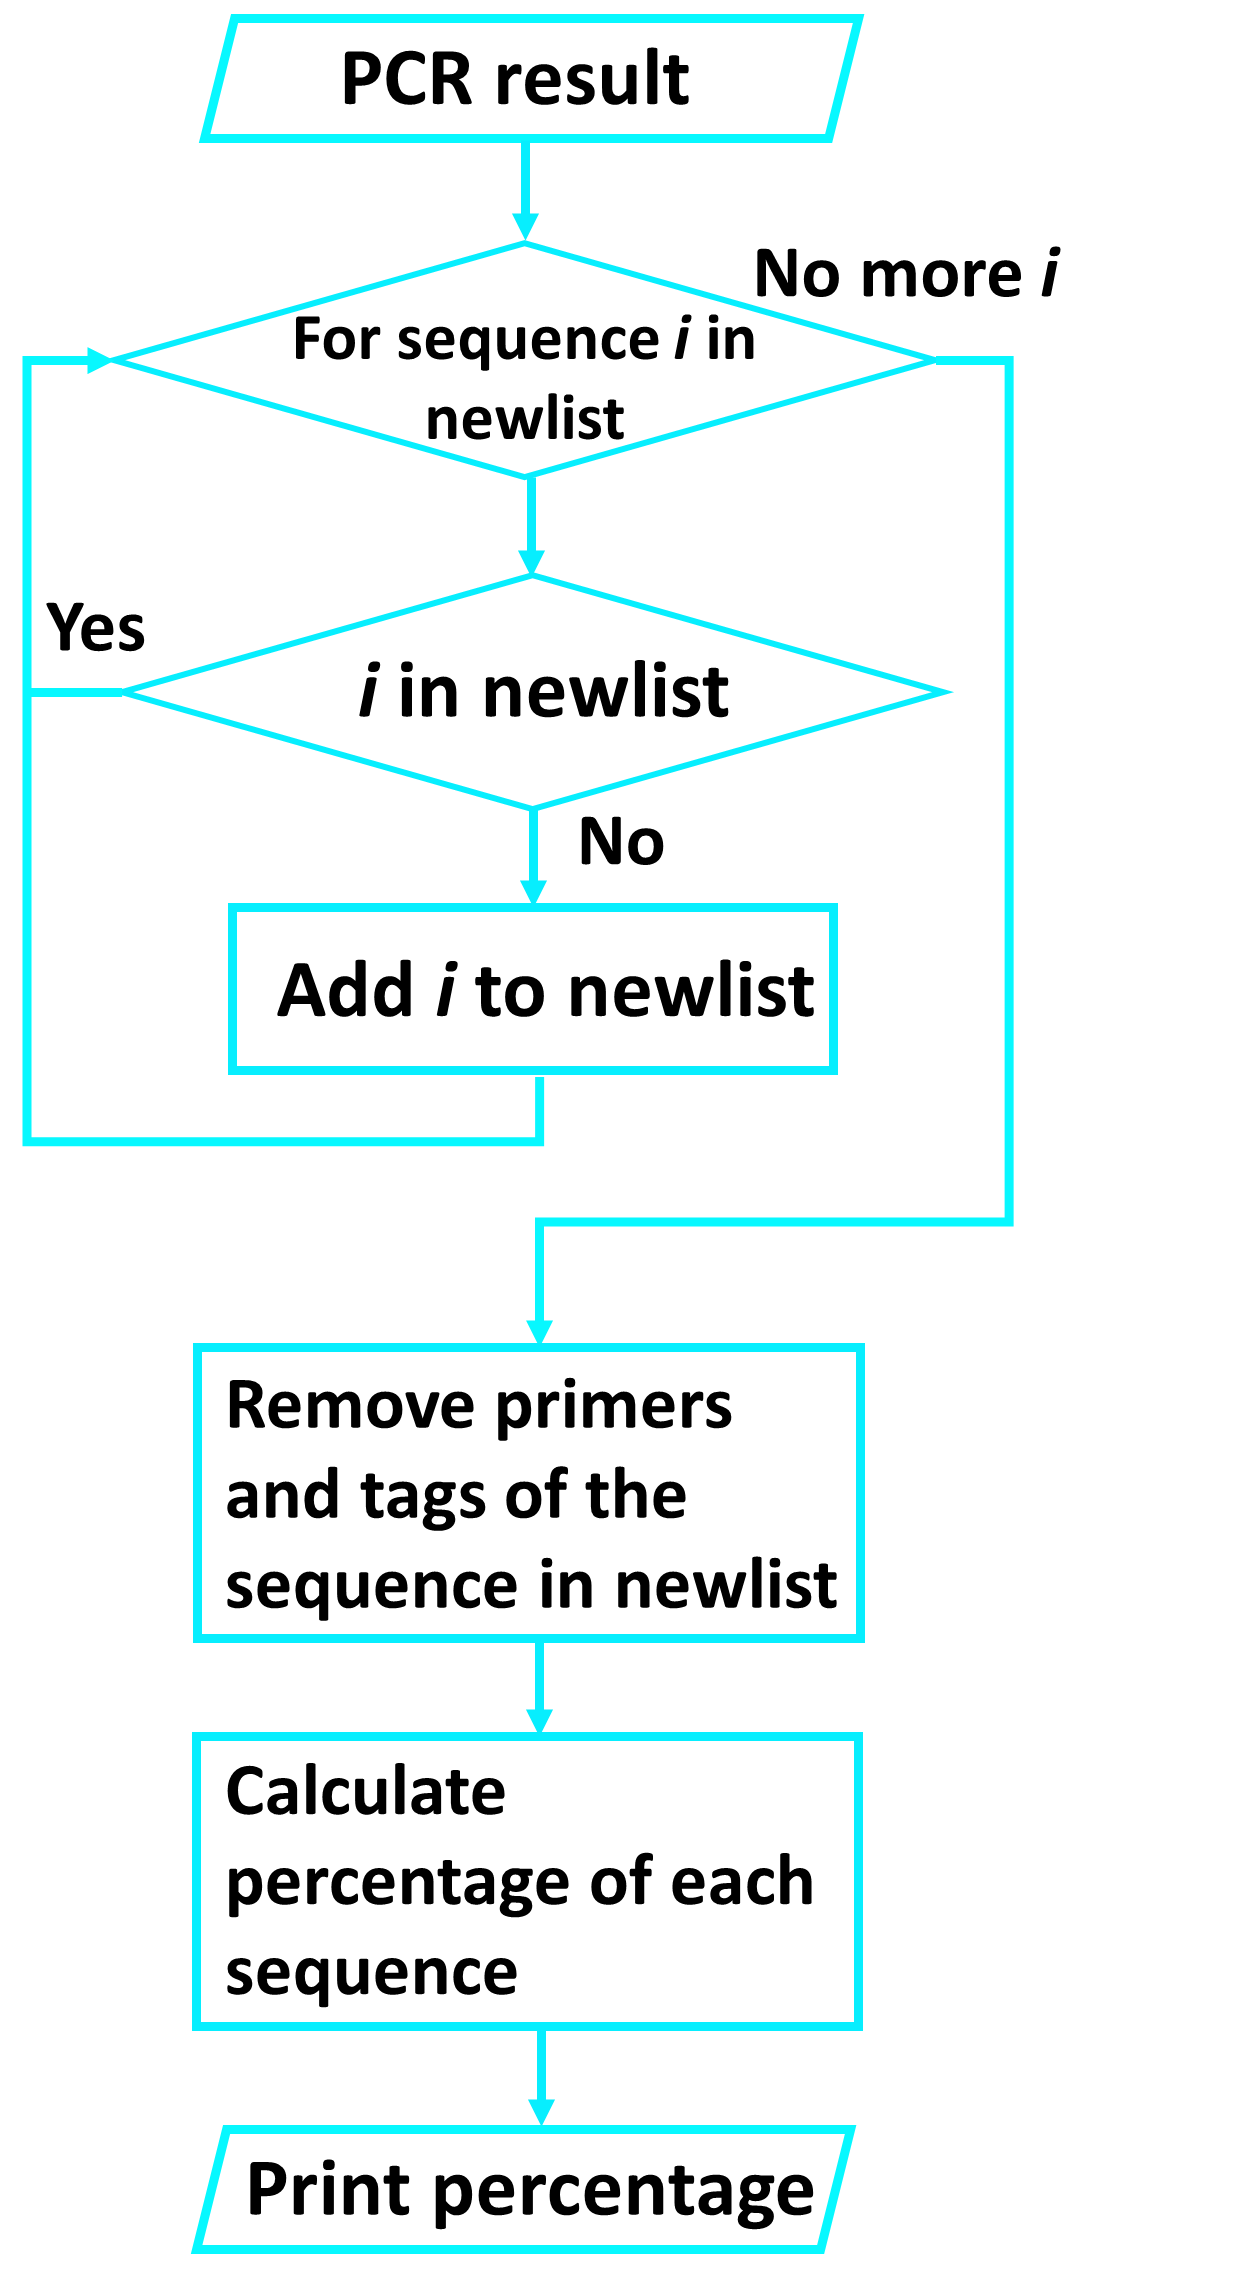 PCR result
No more i
For sequence i in
newlist
Yes
i in newlist
No
Add i to newlist
Remove primers
and tags of the
sequence in newlist
Calculate
percentage of each
sequence
Print percentage